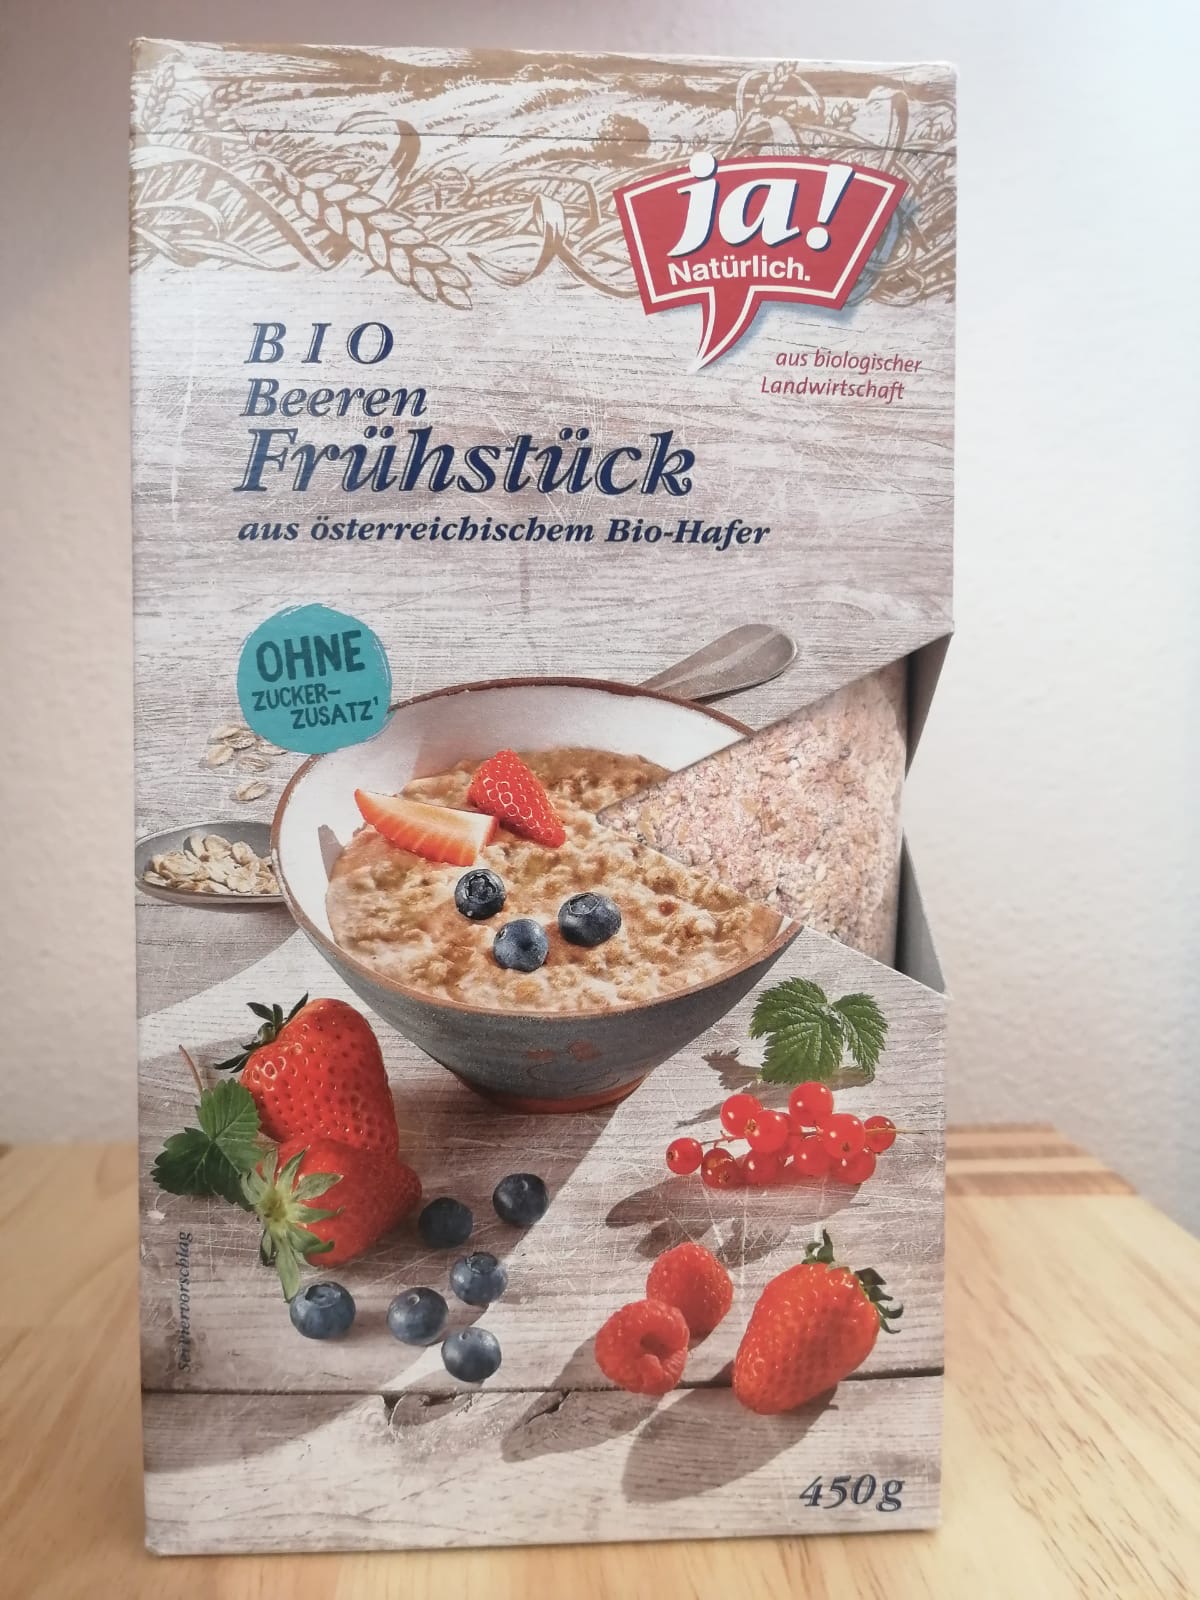 ja!
Natürlich.
aus biologischer
Landwirtschaft
BIO
Beeren
Frühstück
aus österreichischem Bio-Hafer
OHNE
ZUCKER-
ZUSATZ¹
Serviervorschlag
450g